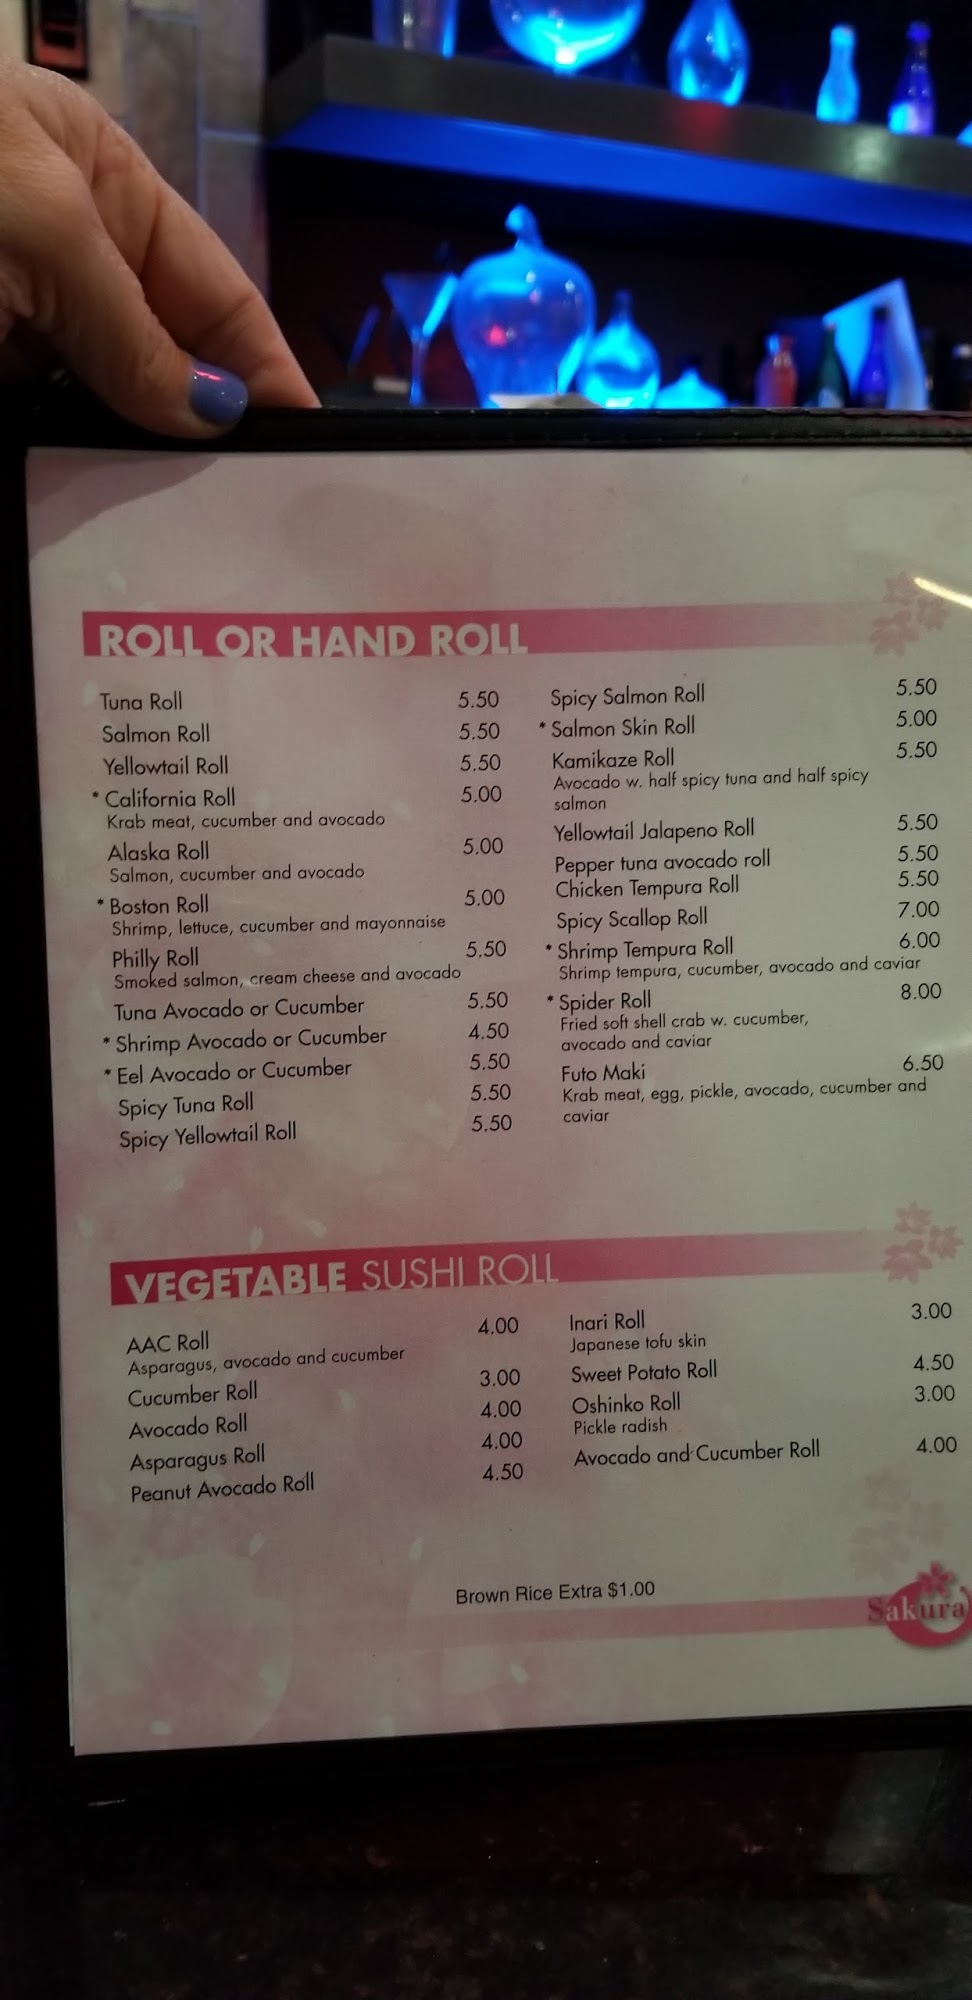 ROLL OR HAND ROLL
Tuna Roll 5.50
Salmon Roll 5.50
Yellowtail Roll 5.50
* California Roll 5.00
Krab meat, cucumber and avocado
Alaska Roll 5.00
Salmon, cucumber and avocado
* Boston Roll 5.00
Shrimp, lettuce, cucumber and mayonnaise
Philly Roll 5.50
Smoked salmon, cream cheese and avocado
Tuna Avocado or Cucumber 5.50
* Shrimp Avocado or Cucumber 4.50
* Eel Avocado or Cucumber 5.50
Spicy Tuna Roll 5.50
Spicy Yellowtail Roll 5.50
Spicy Salmon Roll 5.50
* Salmon Skin Roll 5.00
Kamikaze Roll 5.50
Avocado w. half spicy tuna and half spicy
salmon
Yellowtail Jalapeno Roll 5.50
Pepper tuna avocado roll 5.50
Chicken Tempura Roll 5.50
Spicy Scallop Roll 7.00
* Shrimp Tempura Roll 6.00
Shrimp tempura, cucumber, avocado and caviar
* Spider Roll 8.00
Fried soft shell crab w. cucumber,
avocado and caviar
Futo Maki 6.50
Krab meat, egg, pickle, avocado, cucumber and
caviar
VEGETABLE SUSHI ROLL
AAC Roll 4.00
Asparagus, avocado and cucumber
Cucumber Roll 3.00
Avocado Roll 4.00
Asparagus Roll 4.00
Peanut Avocado Roll 4.50
Inari Roll 3.00
Japanese tofu skin
Sweet Potato Roll 4.50
Oshinko Roll 3.00
Pickle radish
Avocado and Cucumber Roll 4.00
Brown Rice Extra $1.00
Sakura